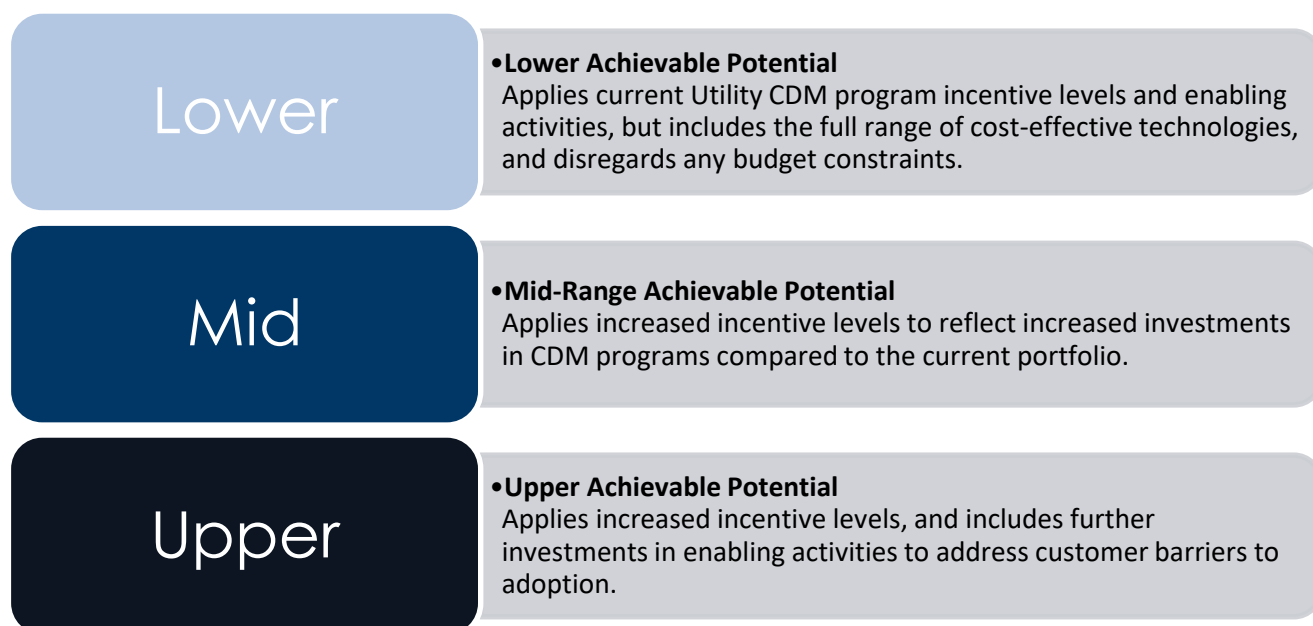 Lower
•Lower Achievable Potential
Applies current Utility CDM program incentive levels and enabling
activities, but includes the full range of cost-effective technologies,
and disregards any budget constraints.
Mid
•Mid-Range Achievable Potential
Applies increased incentive levels to reflect increased investments
in CDM programs compared to the current portfolio.
Upper
•Upper Achievable Potential
Applies increased incentive levels, and includes further
investments in enabling activities to address customer barriers to
adoption.